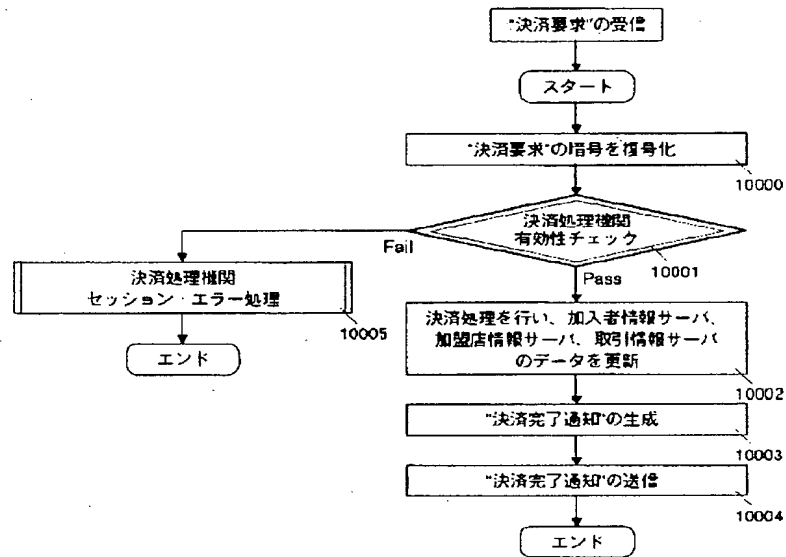 "決済要求"の受信
スタート
"決済要求"の暗号を復号化
10000
決済処理機関
有効性チェック
10001
Fail
Pass
決済処理機関
セッション・エラー処理
10005
エンド
決済処理を行い、加入者情報サーバ、
加盟店情報サーバ、取引情報サーバ
のデータを更新
10002
"決済完了通知"の生成
10003
"決済完了通知"の送信
10004
エンド